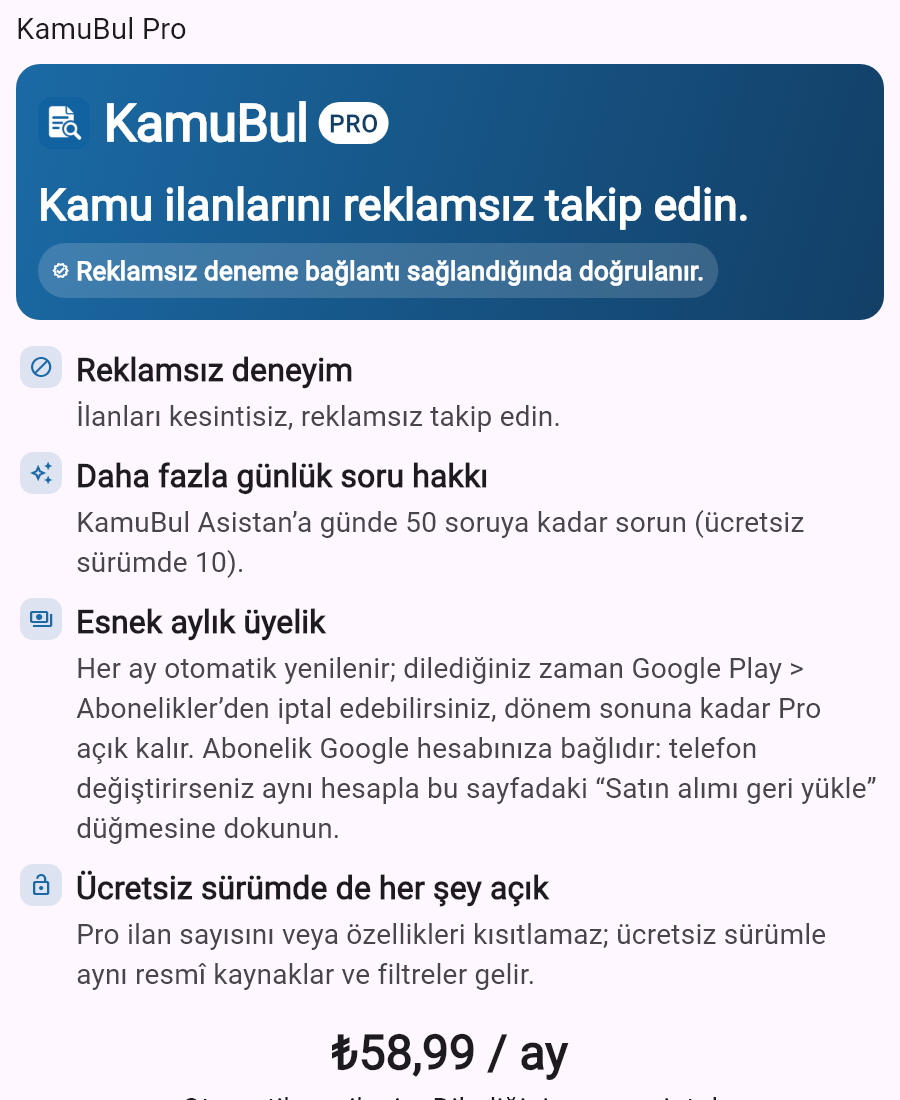 KamuBul Pro
KamuBul PRO
Kamu ilanlarını reklamsız takip edin.
Reklamsız deneme bağlantı sağlandığında doğrulanır.
Reklamsız deneyim
İlanları kesintisiz, reklamsız takip edin.
Daha fazla günlük soru hakkı
KamuBul Asistan’a günde 50 soruya kadar sorun (ücretsiz
sürümde 10).
Esnek aylık üyelik
Her ay otomatik yenilenir; dilediğiniz zaman Google Play >
Abonelikler’den iptal edebilirsiniz, dönem sonuna kadar Pro
açık kalır. Abonelik Google hesabınıza bağlıdır: telefon
değiştirirseniz aynı hesapla bu sayfadaki “Satın alımı geri yükle”
düğmesine dokunun.
Ücretsiz sürümde de her şey açık
Pro ilan sayısını veya özellikleri kısıtlamaz; ücretsiz sürümle
aynı resmî kaynaklar ve filtreler gelir.
₺58,99 / ay